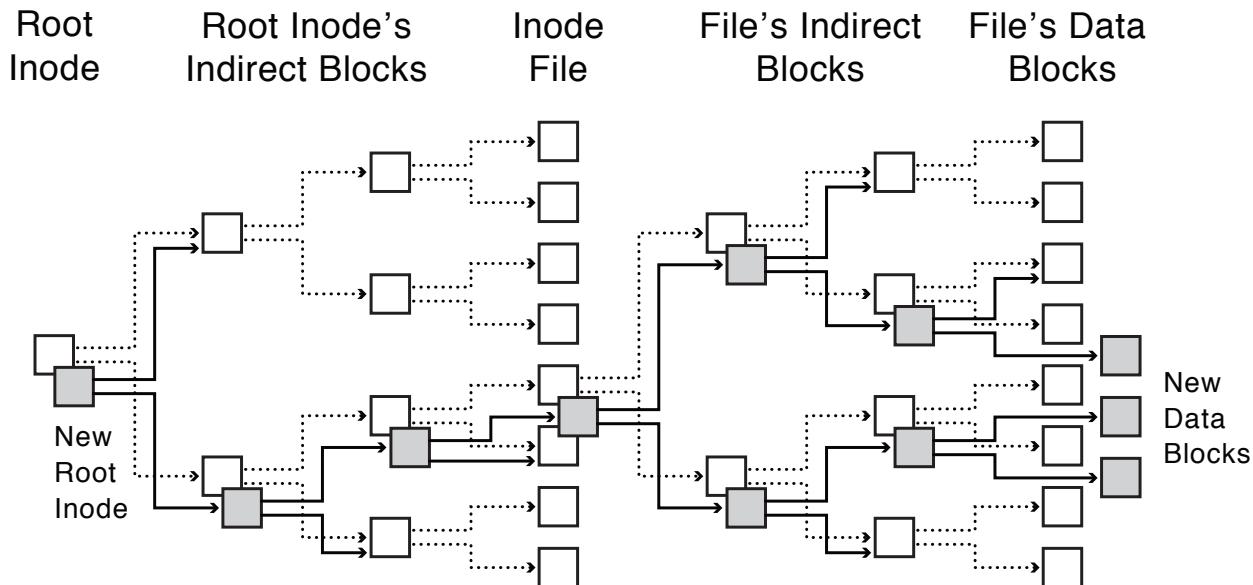 Root
Inode
Root Inode's
Indirect Blocks
Inode
File
File's Indirect
Blocks
File's Data
Blocks
New
Root
Inode
New
Data
Blocks